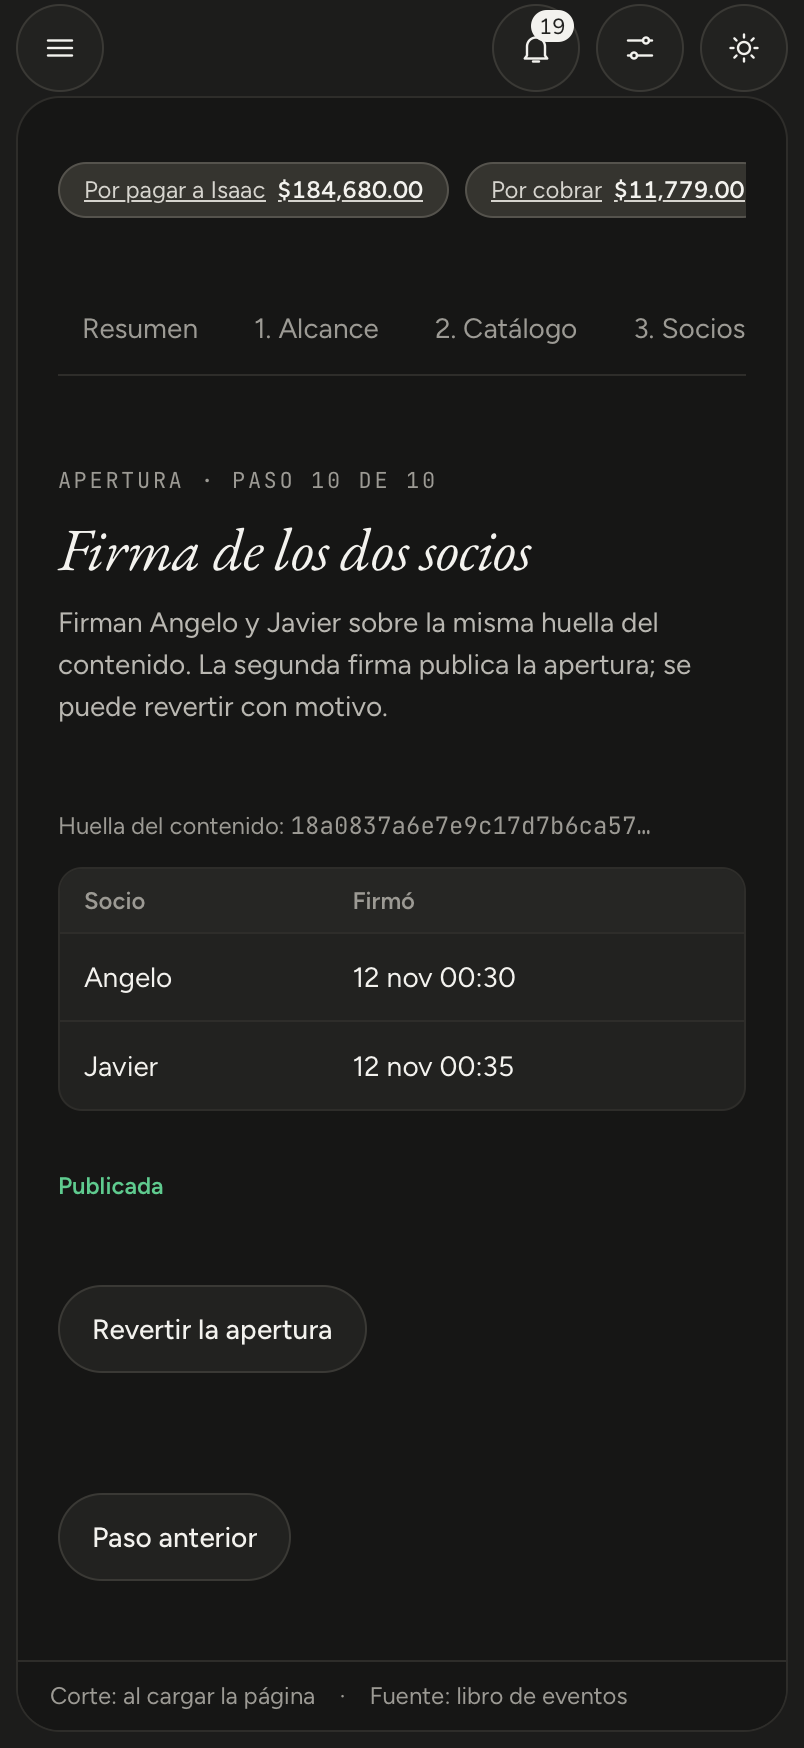 19
Por pagar a Isaac $184,680.00 Por cobrar $11,779.00
Resumen 1. Alcance 2. Catálogo 3. Socios
APERTURA · PASO 10 DE 10
Firma de los dos socios
Firman Angelo y Javier sobre la misma huella del
contenido. La segunda firma publica la apertura; se
puede revertir con motivo.
Huella del contenido: 18a0837a6e7e9c17d7b6ca57…
Socio Firmó
Angelo 12 nov 00:30
Javier 12 nov 00:35
Publicada
Revertir la apertura
Paso anterior
Corte: al cargar la página · Fuente: libro de eventos